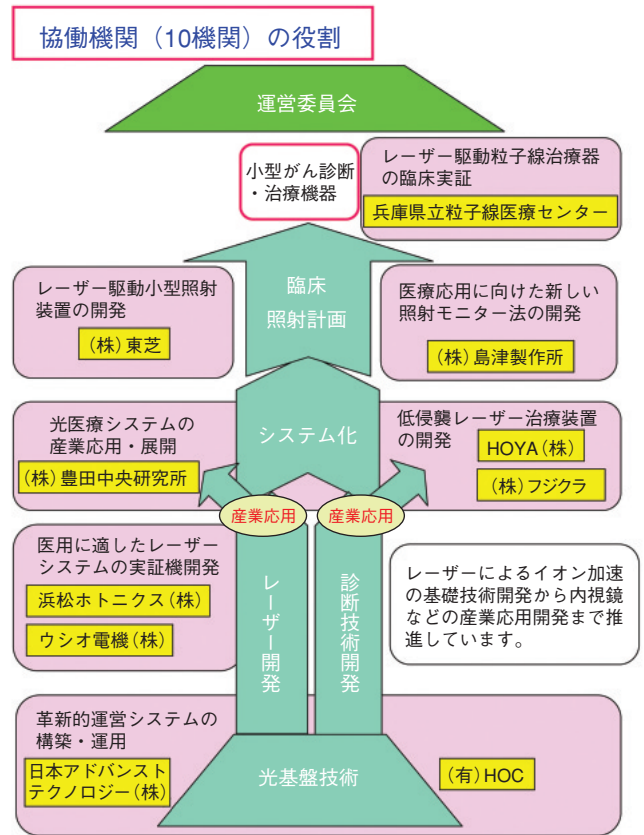 協働機関（10機関）の役割
運営委員会
小型がん診断
・治療機器
レーザー駆動粒子線治療器
の臨床実証
兵庫県立粒子線医療センター
レーザー駆動小型照射
装置の開発
（株）東芝
臨床
照射計画
医療応用に向けた新しい
照射モニター法の開発
（株）島津製作所
光医療システムの
産業応用・展開
（株）豊田中央研究所
システム化
低侵襲レーザー治療装置
の開発
HOYA（株）
（株）フジクラ
産業応用
産業応用
医用に適したレーザー
システムの実証機開発
浜松ホトニクス（株）
ウシオ電機（株）
レーザー開発
診断技術開発
レーザーによるイオン加速
の基礎技術開発から内視鏡
などの産業応用開発まで推
進しています。
革新的運営システムの
構築・運用
日本アドバンスト
テクノロジー（株）
光基盤技術
（有）HOC